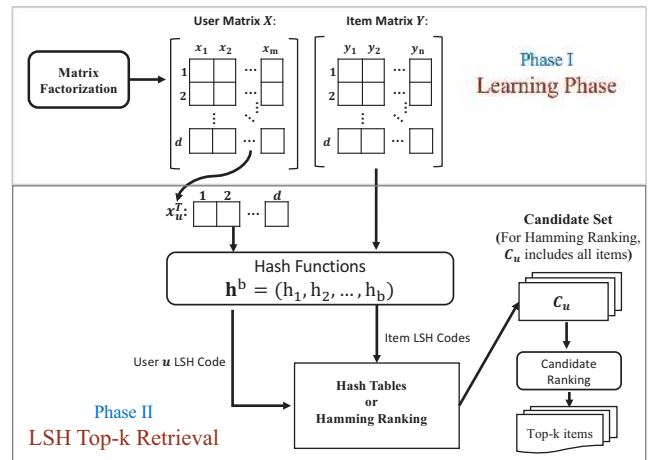 User Matrix X:
Item Matrix Y:
x₁ x₂ ... xₘ
y₁ y₂ ... yₙ
1
2
d
1
2
d
Matrix
Factorization
Phase I
Learning Phase
xᵤᵀ:
1 2 ... d
Hash Functions
hᵇ = (h₁, h₂, ..., h_b)
Candidate Set
(For Hamming Ranking,
Cᵤ includes all items)
Cᵤ
User u LSH Code
Item LSH Codes
Hash Tables
or
Hamming Ranking
Candidate
Ranking
Top-k items
Phase II
LSH Top-k Retrieval